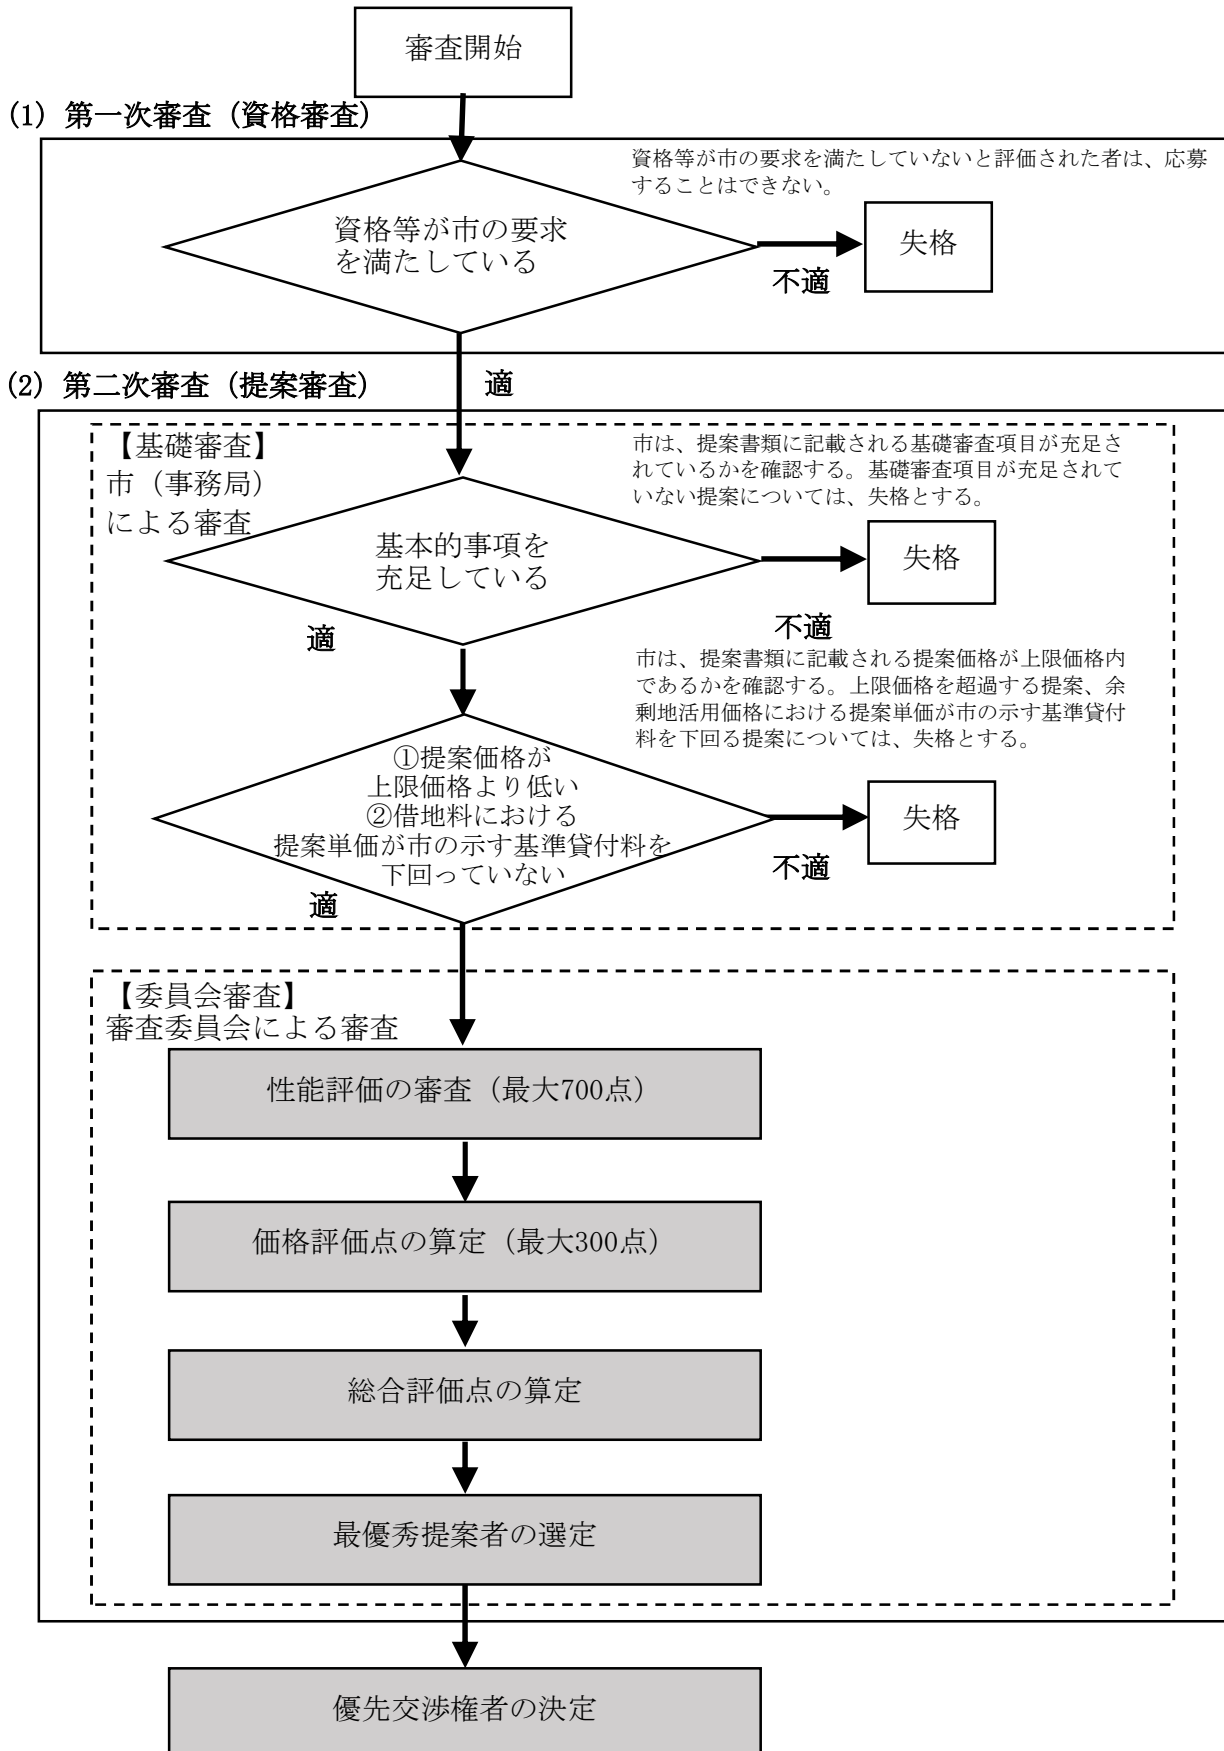 審査開始
(1) 第一次審査（資格審査）
資格等が市の要求を満たしていないと評価された者は、応募
することはできない。
資格等が市の要求
を満たしている
失格
不適
(2) 第二次審査（提案審査）
適
【基礎審査】
市（事務局）
による審査
市は、提案書類に記載される基礎審査項目が充足さ
れているかを確認する。基礎審査項目が充足されて
いない提案については、失格とする。
基本的事項を
充足している
失格
適
不適
市は、提案書類に記載される提案価格が上限価格内
であるかを確認する。上限価格を超過する提案、余
剰地活用価格における提案単価が市の示す基準貸付
料を下回る提案については、失格とする。
①提案価格が
上限価格より低い
②借地料における
提案単価が市の示す基準貸付料を
下回っていない
失格
不適
適
【委員会審査】
審査委員会による審査
性能評価の審査（最大700点）
価格評価点の算定（最大300点）
総合評価点の算定
最優秀提案者の選定
優先交渉権者の決定